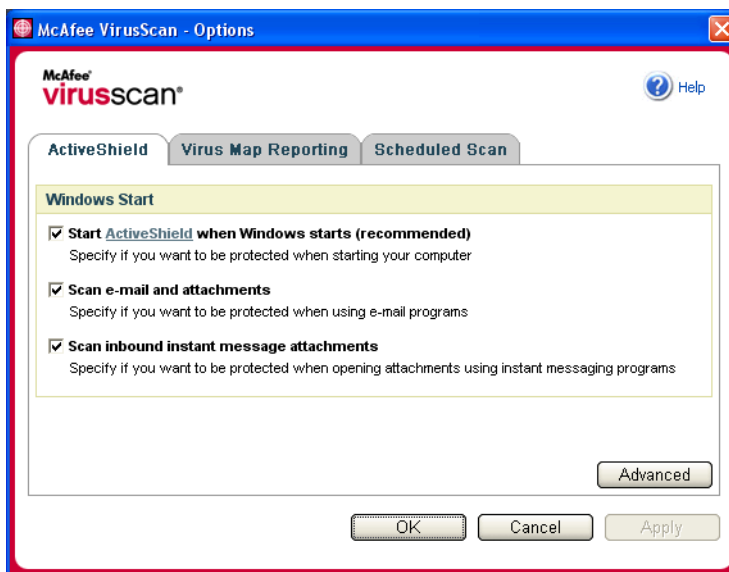 McAfee VirusScan - Options
McAfee®
virusscan®
Help
ActiveShield
Virus Map Reporting
Scheduled Scan
Windows Start
Start ActiveShield when Windows starts (recommended)
Specify if you want to be protected when starting your computer
Scan e-mail and attachments
Specify if you want to be protected when using e-mail programs
Scan inbound instant message attachments
Specify if you want to be protected when opening attachments using instant messaging programs
Advanced
OK
Cancel
Apply